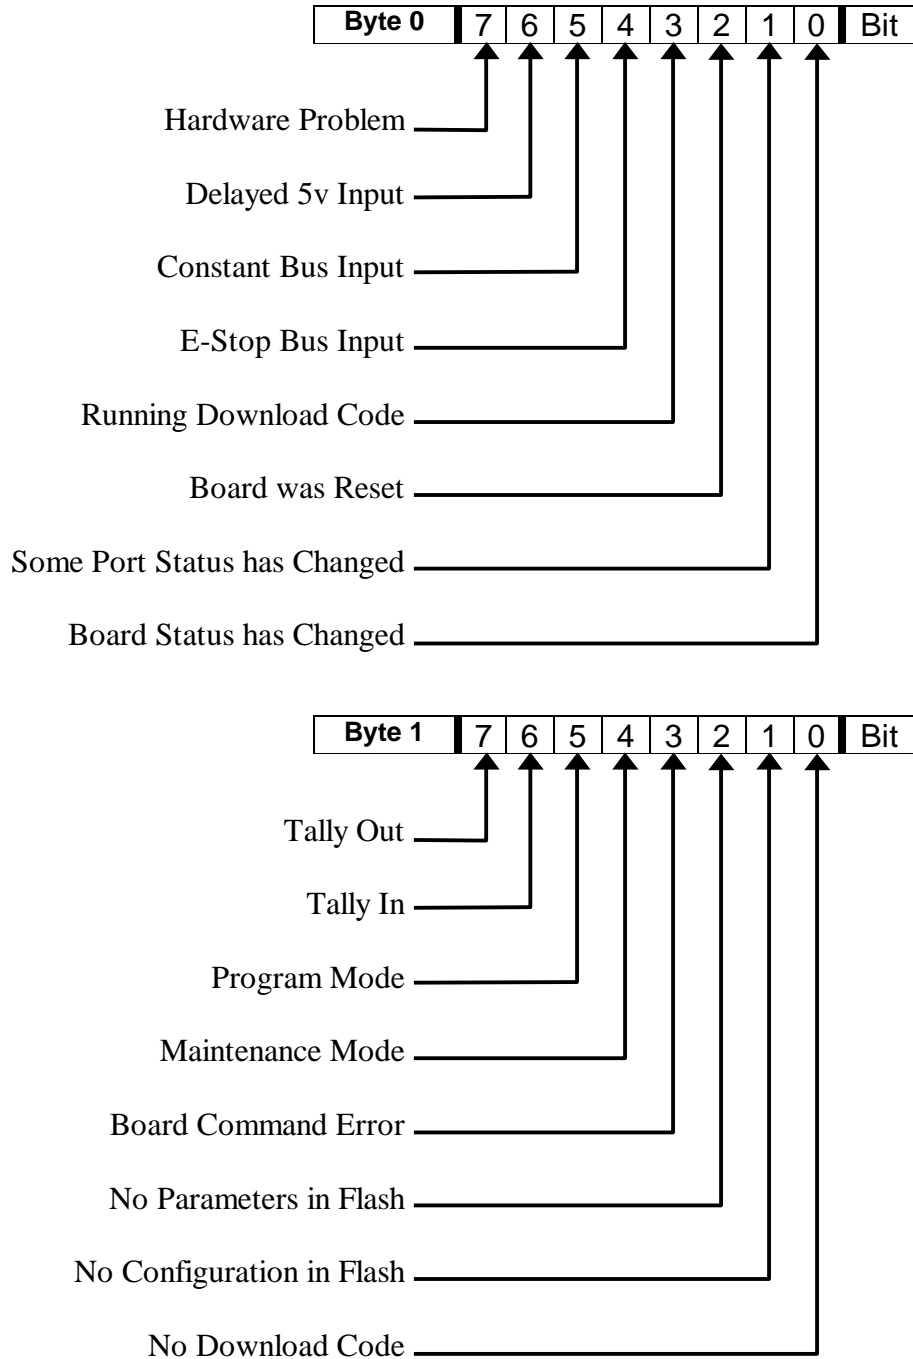 Byte 0 7 6 5 4 3 2 1 0 Bit
Hardware Problem
Delayed 5v Input
Constant Bus Input
E-Stop Bus Input
Running Download Code
Board was Reset
Some Port Status has Changed
Board Status has Changed
Byte 1 7 6 5 4 3 2 1 0 Bit
Tally Out
Tally In
Program Mode
Maintenance Mode
Board Command Error
No Parameters in Flash
No Configuration in Flash
No Download Code